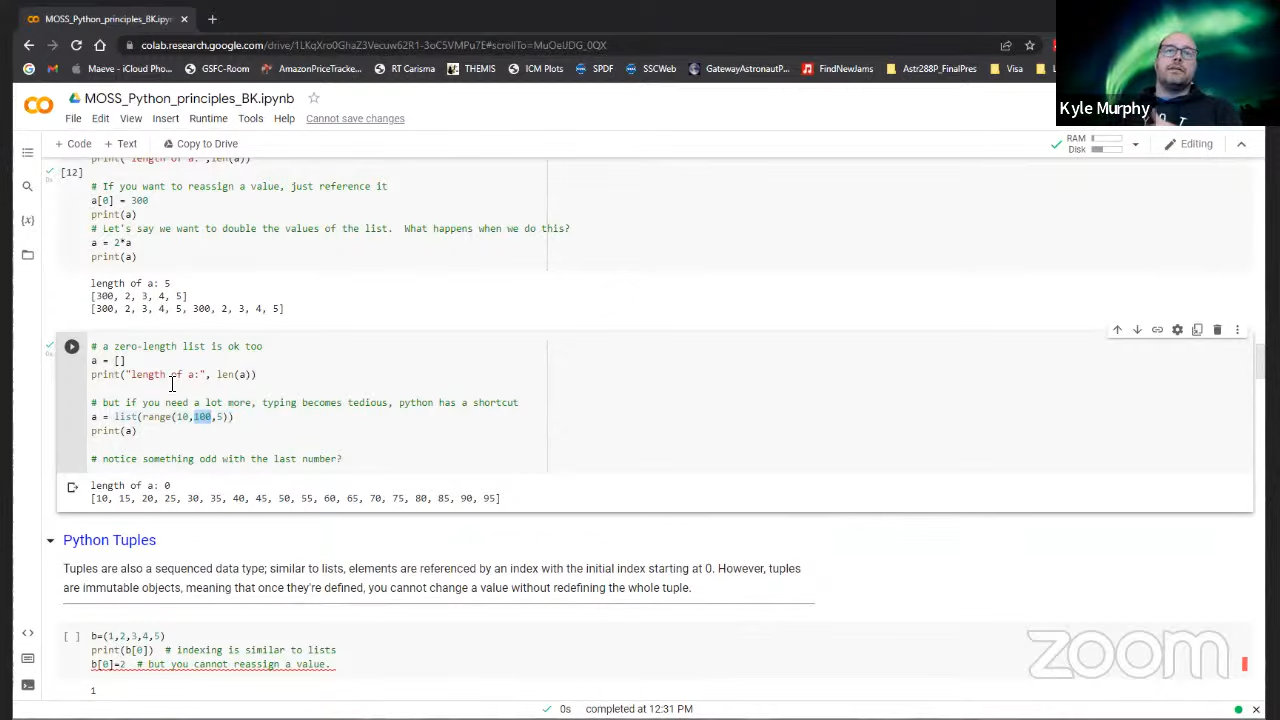 MOSS_Python_principles_BK.ipyn
colab.research.google.com/drive/1LKqXro0GhaZ3Vecuw62R1-3oC5VMPu7E#scrollTo=MuOeIJDG_0QX
Maeve - iCloud Pho... GSFC-Room AmazonPriceTracke... RT Carisma HEMIS ICM Plots SPDF SSCWeb GatewayAstronautP... FindNewJams Astr288P_FinalPres Visa
Kyle Murphy
MOSS_Python_principles_BK.ipynb
File Edit View Insert Runtime Tools Help Cannot save changes
+ Code + Text Copy to Drive
RAM
Disk
Editing
print("length of a:",len(a))
[12]
0s
# If you want to reassign a value, just reference it
a[0] = 300
print(a)
# Let's say we want to double the values of the list. What happens when we do this?
a = 2*a
print(a)
length of a: 5
[300, 2, 3, 4, 5]
[300, 2, 3, 4, 5, 300, 2, 3, 4, 5]
0s
# a zero-length list is ok too
a = []
print("length of a:", len(a))
# but if you need a lot more, typing becomes tedious, python has a shortcut
a = list(range(10,100,5))
print(a)
# notice something odd with the last number?
length of a: 0
[10, 15, 20, 25, 30, 35, 40, 45, 50, 55, 60, 65, 70, 75, 80, 85, 90, 95]
Python Tuples
Tuples are also a sequenced data type; similar to lists, elements are referenced by an index with the initial index starting at 0. However, tuples
are immutable objects, meaning that once they're defined, you cannot change a value without redefining the whole tuple.
[ ] b=(1,2,3,4,5)
print(b[0]) # indexing is similar to lists
b[0]=2 # but you cannot reassign a value.
1
zoom
0s completed at 12:31 PM